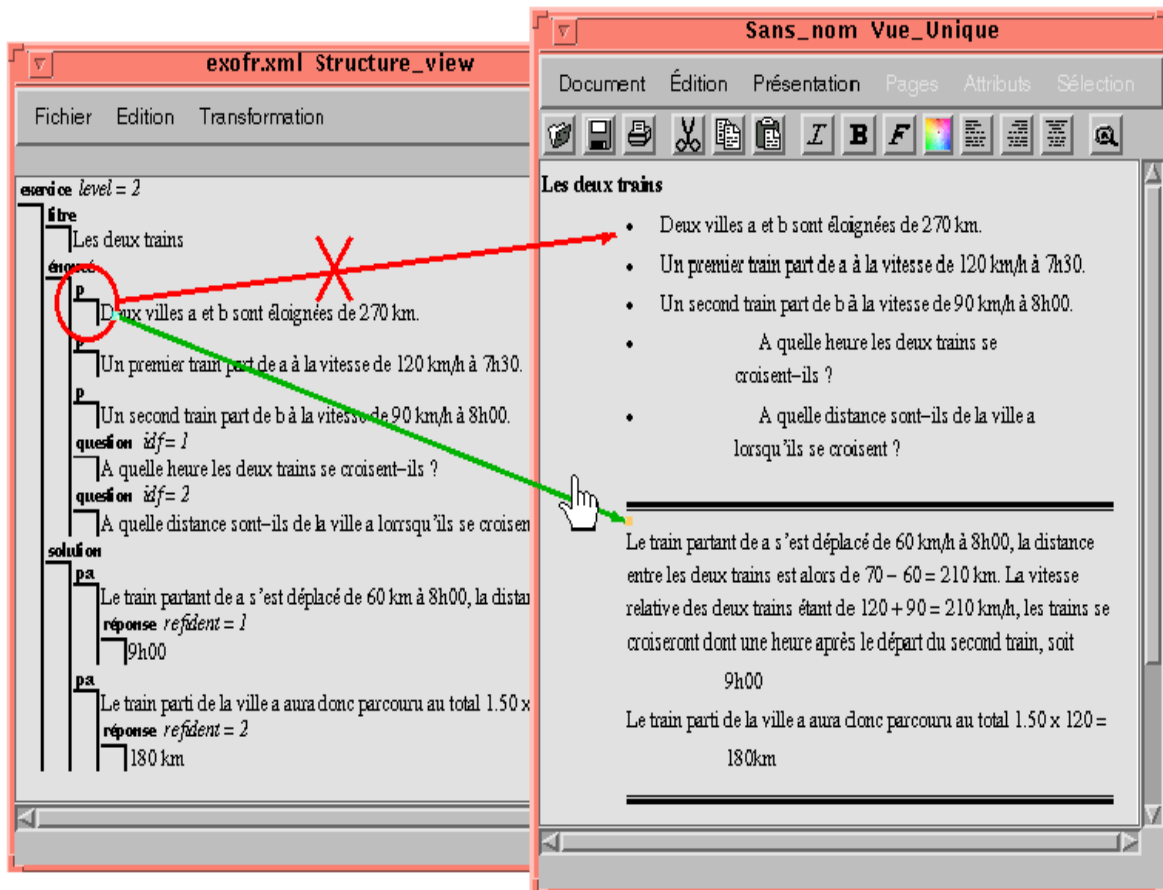 exofr.xml Structure_view
Fichier Edition Transformation
exercice level = 2
titre
Les deux trains
énoncé
p
Deux villes a et b sont éloignées de 270 km.
p
Un premier train part de a à la vitesse de 120 km/h à 7h30.
p
Un second train part de b à la vitesse de 90 km/h à 8h00.
question idf= 1
A quelle heure les deux trains se croisent–ils ?
question idf= 2
A quelle distance sont–ils de la ville a lorrsqu'ils se croisen
solution
pa
Le train partant de a s'est déplacé de 60 km à 8h00, la distan
réponse refident = 1
9h00
pa
Le train parti de la ville a aura donc parcouru au total 1.50 x
réponse refident = 2
180 km
Sans_nom Vue_Unique
Document Édition Présentation Pages Attributs Sélection
I B F
Les deux trains
• Deux villes a et b sont éloignées de 270 km.
• Un premier train part de a à la vitesse de 120 km/h à 7h30.
• Un second train part de b à la vitesse de 90 km/h à 8h00.
• A quelle heure les deux trains se
croisent–ils ?
• A quelle distance sont–ils de la ville a
lorsqu'ils se croisent ?
Le train partant de a s'est déplacé de 60 km/h à 8h00, la distance
entre les deux trains est alors de 70 – 60 = 210 km. La vitesse
relative des deux trains étant de 120 + 90 = 210 km/h, les trains se
croiseront dont une heure après le départ du second train, soit
9h00
Le train parti de la ville a aura donc parcouru au total 1.50 x 120 =
180km